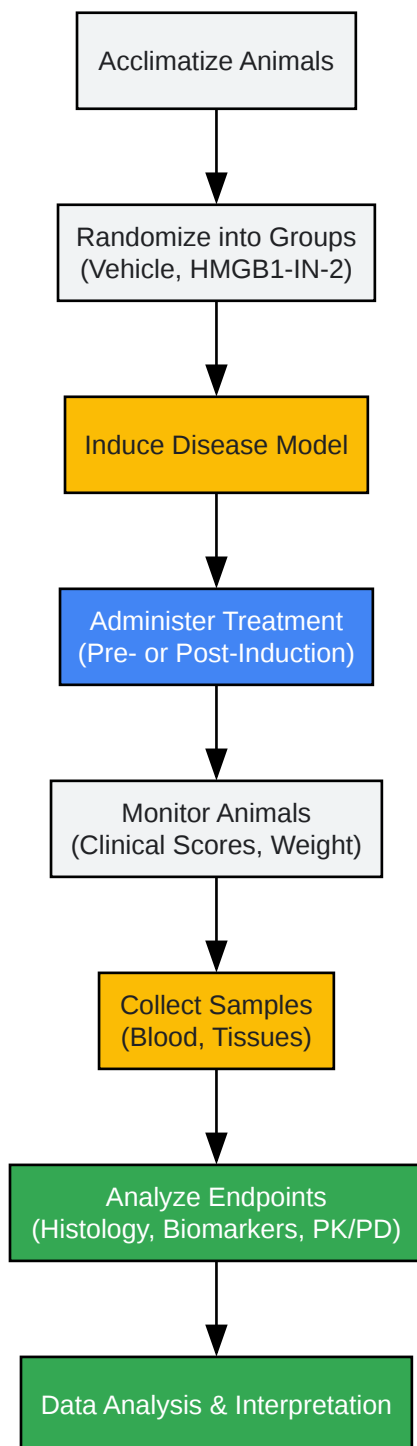 Acclimatize Animals
Randomize into Groups
(Vehicle, HMGB1-IN-2)
Induce Disease Model
Administer Treatment
(Pre- or Post-Induction)
Monitor Animals
(Clinical Scores, Weight)
Collect Samples
(Blood, Tissues)
Analyze Endpoints
(Histology, Biomarkers, PK/PD)
Data Analysis & Interpretation